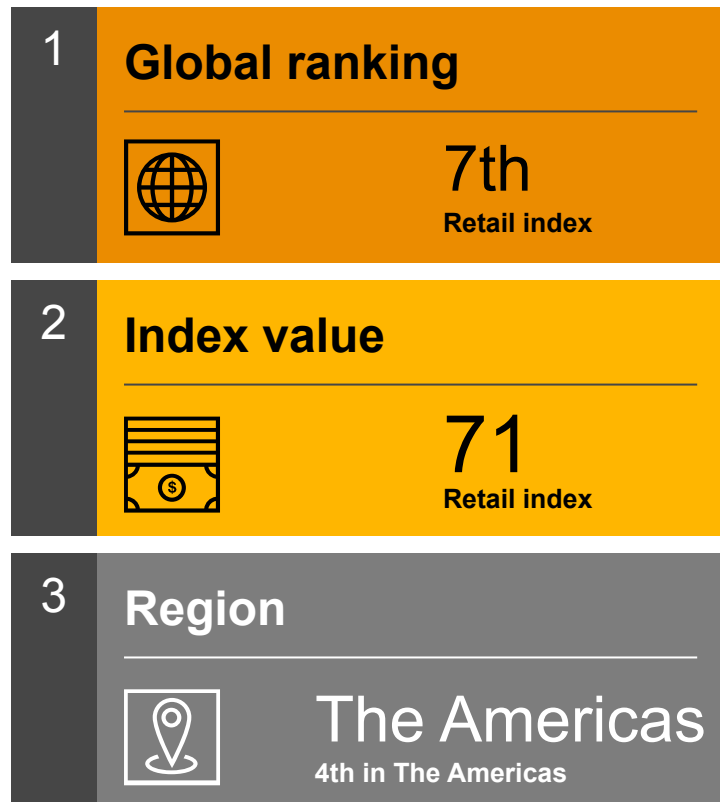 1
Global ranking
7th
Retail index
2
Index value
$
71
Retail index
3
Region
The Americas
4th in The Americas